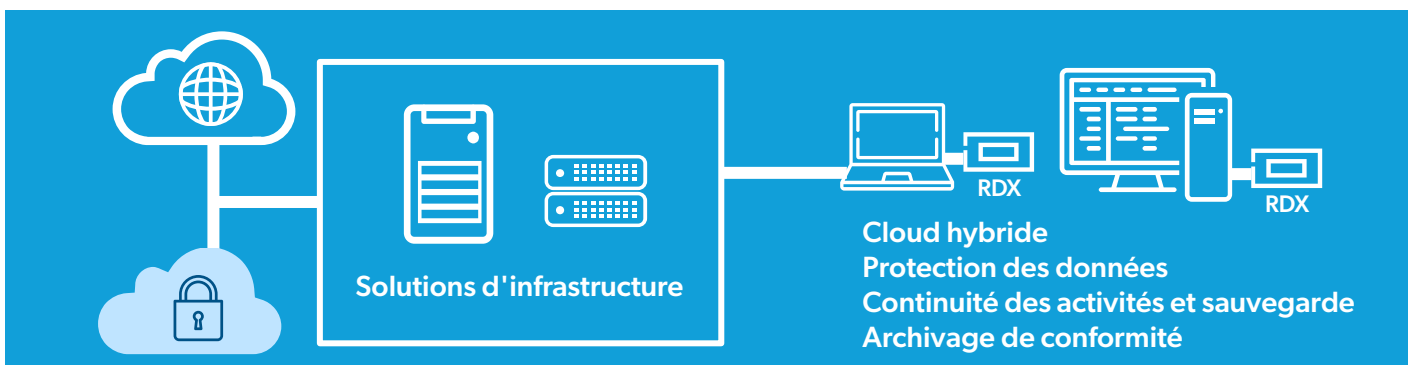 Solutions d'infrastructure
RDX
RDX
Cloud hybride
Protection des données
Continuité des activités et sauvegarde
Archivage de conformité